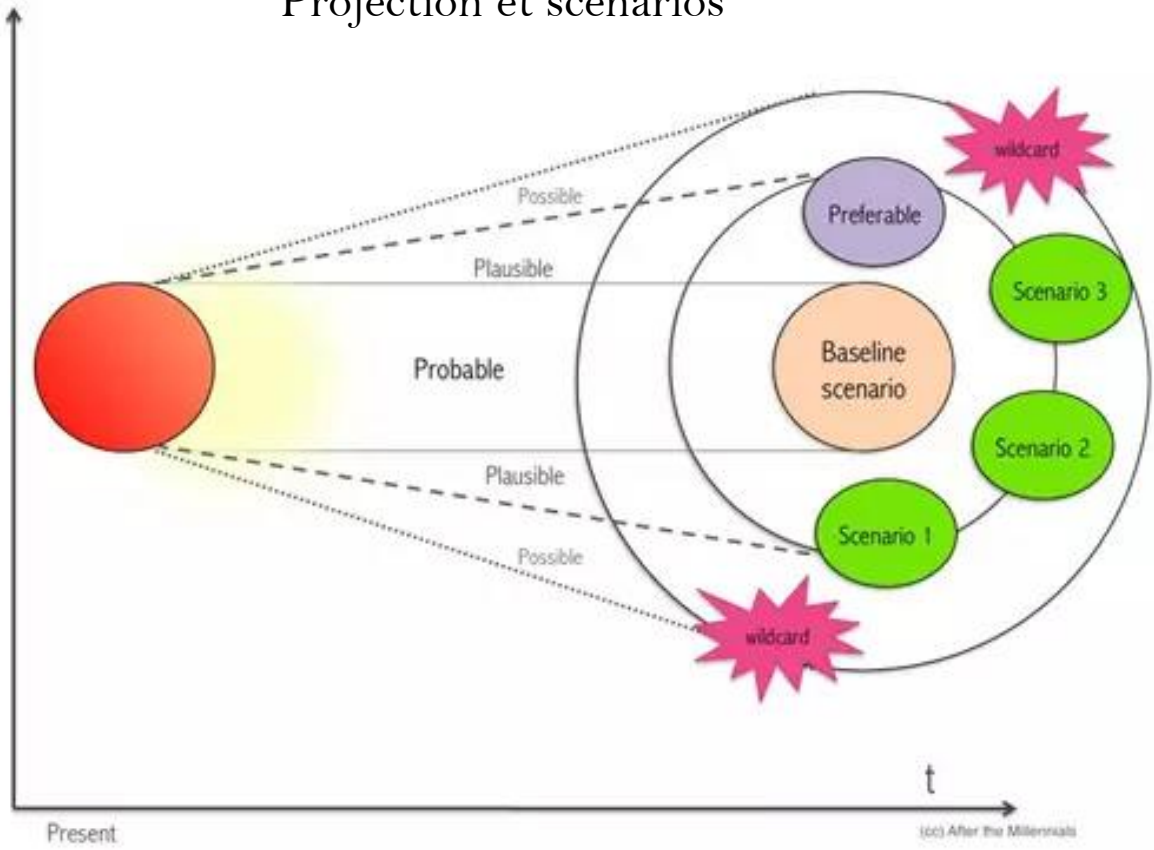 Projection et scénarios
wildcard
Possible
Preferable
Plausible
Scenario 3
Probable
Baseline
scenario
Scenario 2
Plausible
Scenario 1
Possible
wildcard
t
Present
(cc) After the Millennials